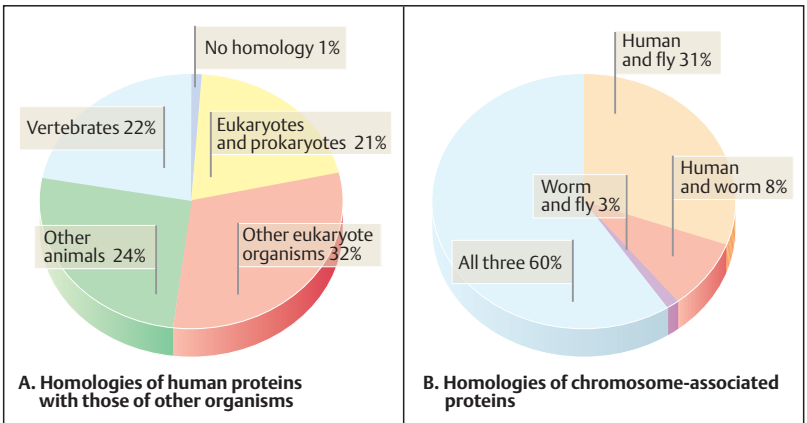 No homology 1%
Vertebrates 22%
Eukaryotes
and prokaryotes 21%
Other
animals 24%
Other eukaryote
organisms 32%
A. Homologies of human proteins
with those of other organisms
Human
and fly 31%
Human
and worm 8%
Worm
and fly 3%
All three 60%
B. Homologies of chromosome-associated
proteins